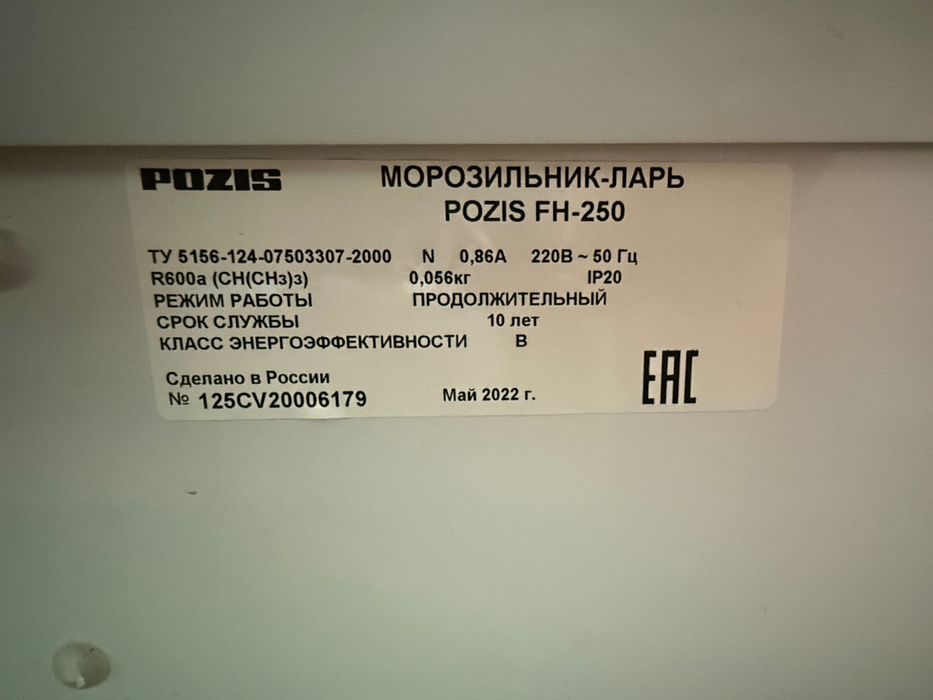 POZIS
МОРОЗИЛЬНИК-ЛАРЬ
POZIS FH-250
ТУ 5156-124-07503307-2000 N 0,86А 220В ~ 50 Гц
R600a (CH(CH3)3) 0,056кг IP20
РЕЖИМ РАБОТЫ ПРОДОЛЖИТЕЛЬНЫЙ
СРОК СЛУЖБЫ 10 лет
КЛАСС ЭНЕРГОЭФФЕКТИВНОСТИ В
Сделано в России
№ 125CV20006179 Май 2022 г.
EAC